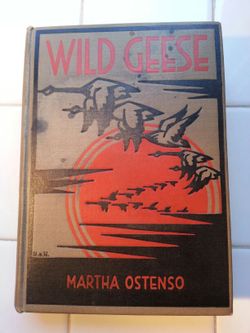 WILD GEESE
MARTHA OSTENSO